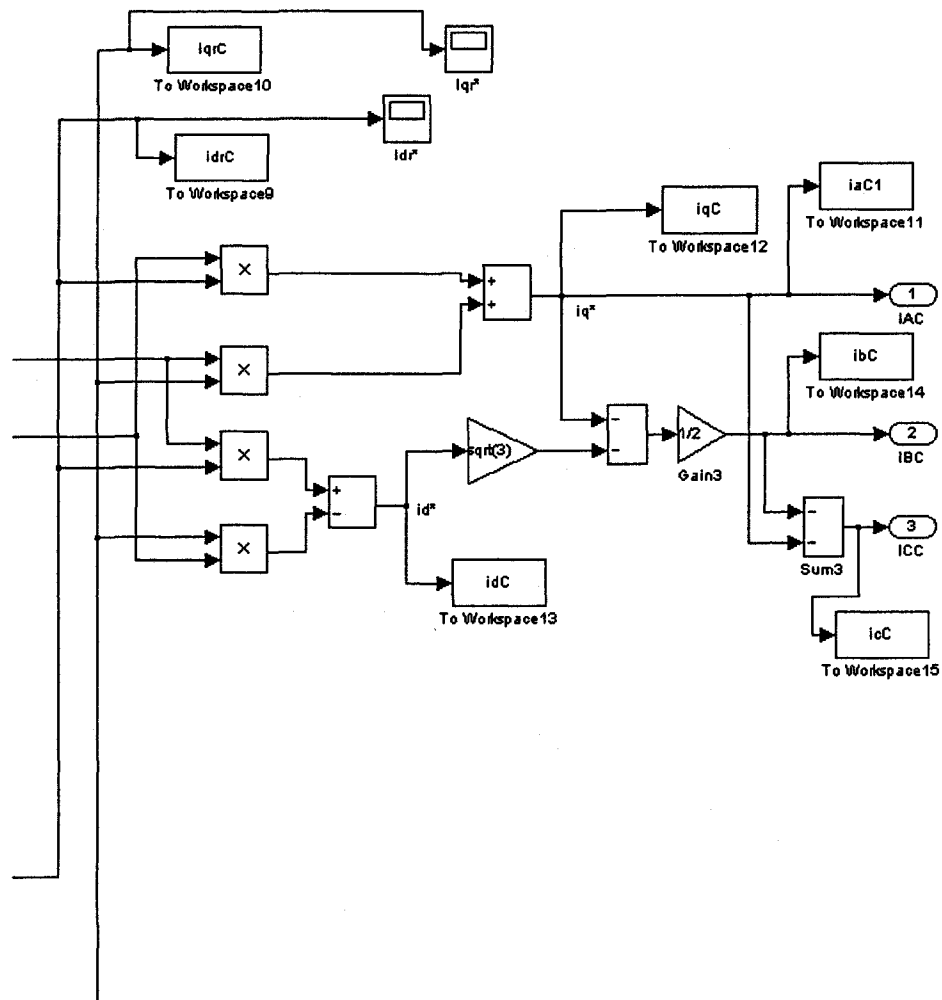 iqrC
To Workspace10
Iqr*
idrC
To Workspace9
Idr*
iqC
To Workspace12
iaC1
To Workspace11
×
+
+
iq*
1
IAC
×
ibC
To Workspace14
×
sqrt(3)
-
-
1/2
Gain3
2
IBC
+
-
id*
×
-
-
Sum3
3
ICC
idC
To Workspace13
icC
To Workspace15